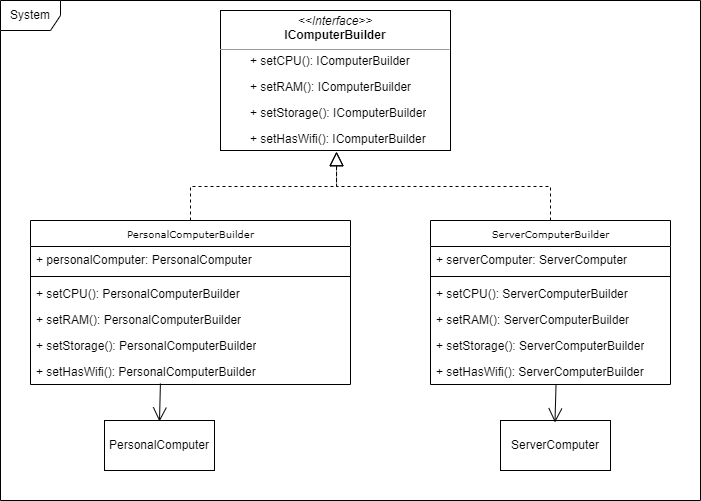 System
<<Interface>>
IComputerBuilder
+ setCPU(): IComputerBuilder
+ setRAM(): IComputerBuilder
+ setStorage(): IComputerBuilder
+ setHasWifi(): IComputerBuilder
PersonalComputerBuilder
+ personalComputer: PersonalComputer
+ setCPU(): PersonalComputerBuilder
+ setRAM(): PersonalComputerBuilder
+ setStorage(): PersonalComputerBuilder
+ setHasWifi(): PersonalComputerBuilder
ServerComputerBuilder
+ serverComputer: ServerComputer
+ setCPU(): ServerComputerBuilder
+ setRAM(): ServerComputerBuilder
+ setStorage(): ServerComputerBuilder
+ setHasWifi(): ServerComputerBuilder
PersonalComputer
ServerComputer